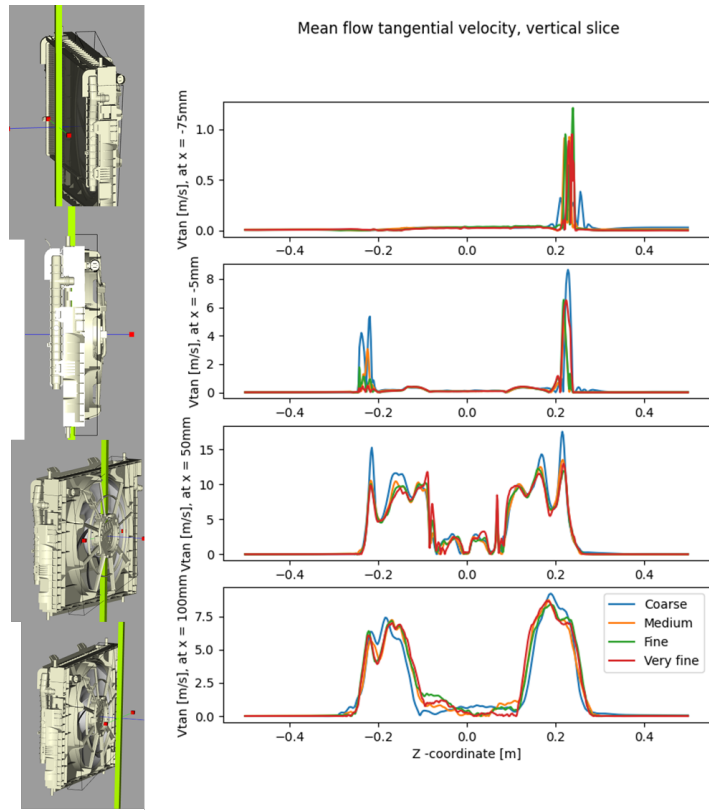 Mean flow tangential velocity, vertical slice
Vtan [m/s], at x = -75mm
1.0
0.5
0.0
−0.4 −0.2 0.0 0.2 0.4
Vtan [m/s], at x = -5mm
8
6
4
2
0
−0.4 −0.2 0.0 0.2 0.4
Vtan [m/s], at x = 50mm
15
10
5
0
−0.4 −0.2 0.0 0.2 0.4
Vtan [m/s], at x = 100mm
7.5
5.0
2.5
0.0
Coarse
Medium
Fine
Very fine
−0.4 −0.2 0.0 0.2 0.4
Z -coordinate [m]